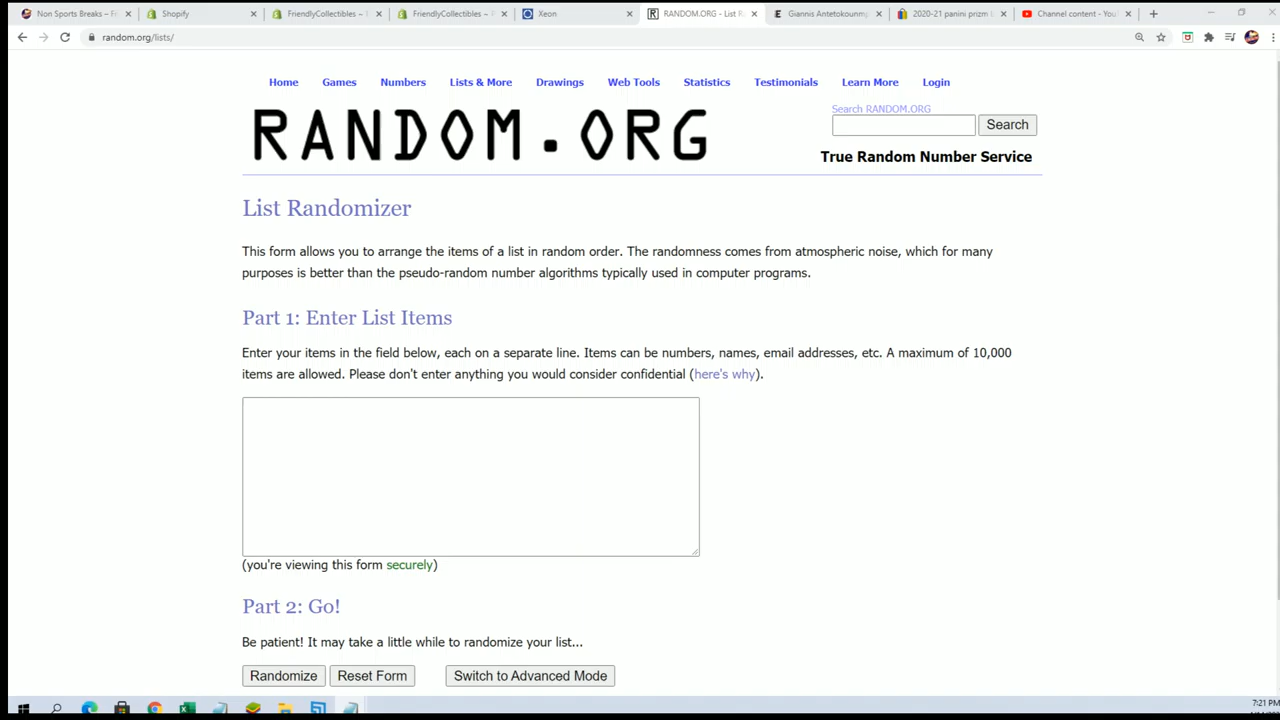 Non Sports Breaks – Fr
Shopify
FriendlyCollectibles ~
FriendlyCollectibles ~
Xeon
RANDOM.ORG - List R
Giannis Antetokounm
2020-21 panini prizm
Channel content - You
random.org/lists/
Home Games Numbers Lists & More Drawings Web Tools Statistics Testimonials Learn More Login
RANDOM.ORG
Search RANDOM.ORG
Search
True Random Number Service
List Randomizer
This form allows you to arrange the items of a list in random order. The randomness comes from atmospheric noise, which for many
purposes is better than the pseudo-random number algorithms typically used in computer programs.
Part 1: Enter List Items
Enter your items in the field below, each on a separate line. Items can be numbers, names, email addresses, etc. A maximum of 10,000
items are allowed. Please don't enter anything you would consider confidential (here's why).
(you're viewing this form securely)
Part 2: Go!
Be patient! It may take a little while to randomize your list...
Randomize Reset Form Switch to Advanced Mode
7:21 PM